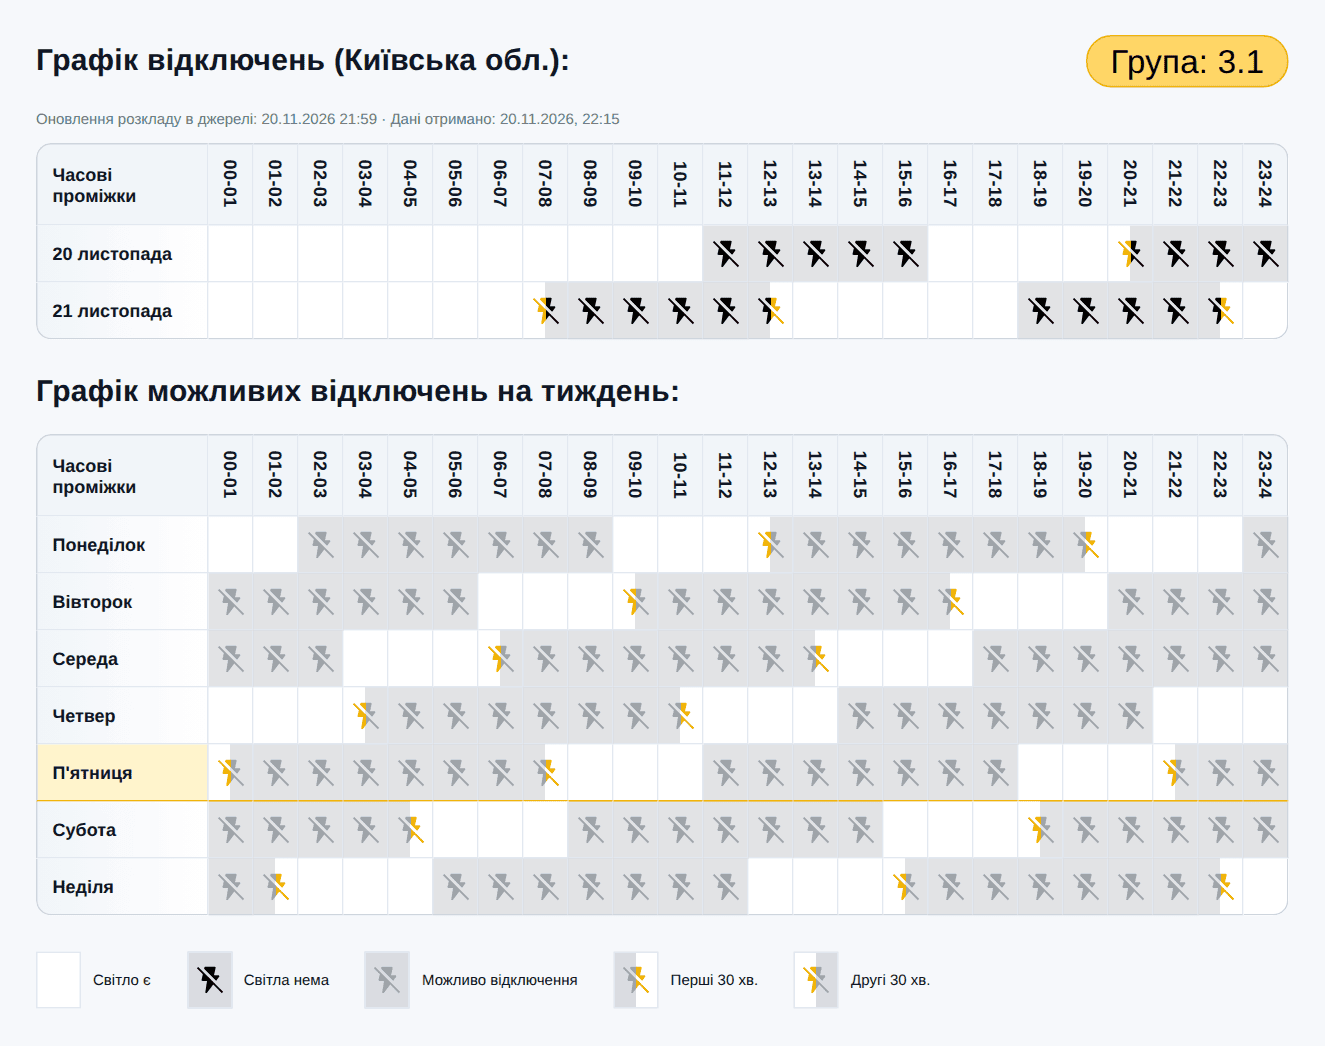 Графік відключень (Київська обл.):
Група: 3.1
Оновлення розкладу в джерелі: 20.11.2026 21:59 · Дані отримано: 20.11.2026, 22:15
Часові проміжки 00-01 01-02 02-03 03-04 04-05 05-06 06-07 07-08 08-09 09-10 10-11 11-12 12-13 13-14 14-15 15-16 16-17 17-18 18-19 19-20 20-21 21-22 22-23 23-24
20 листопада
21 листопада
Графік можливих відключень на тиждень:
Часові проміжки 00-01 01-02 02-03 03-04 04-05 05-06 06-07 07-08 08-09 09-10 10-11 11-12 12-13 13-14 14-15 15-16 16-17 17-18 18-19 19-20 20-21 21-22 22-23 23-24
Понеділок
Вівторок
Середа
Четвер
П'ятниця
Субота
Неділя
Світло є Світла нема Можливо відключення Перші 30 хв. Другі 30 хв.